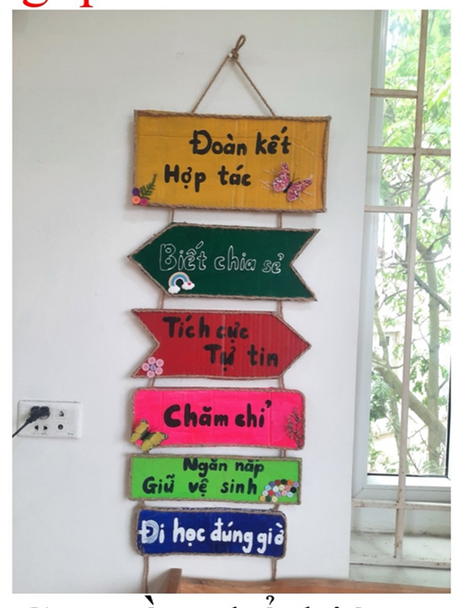 Đoàn kết
Hợp tác
Biết chia sẻ
Tích cực
Tự tin
Chăm chỉ
Ngăn nắp
Giữ vệ sinh
Đi học đúng giờ